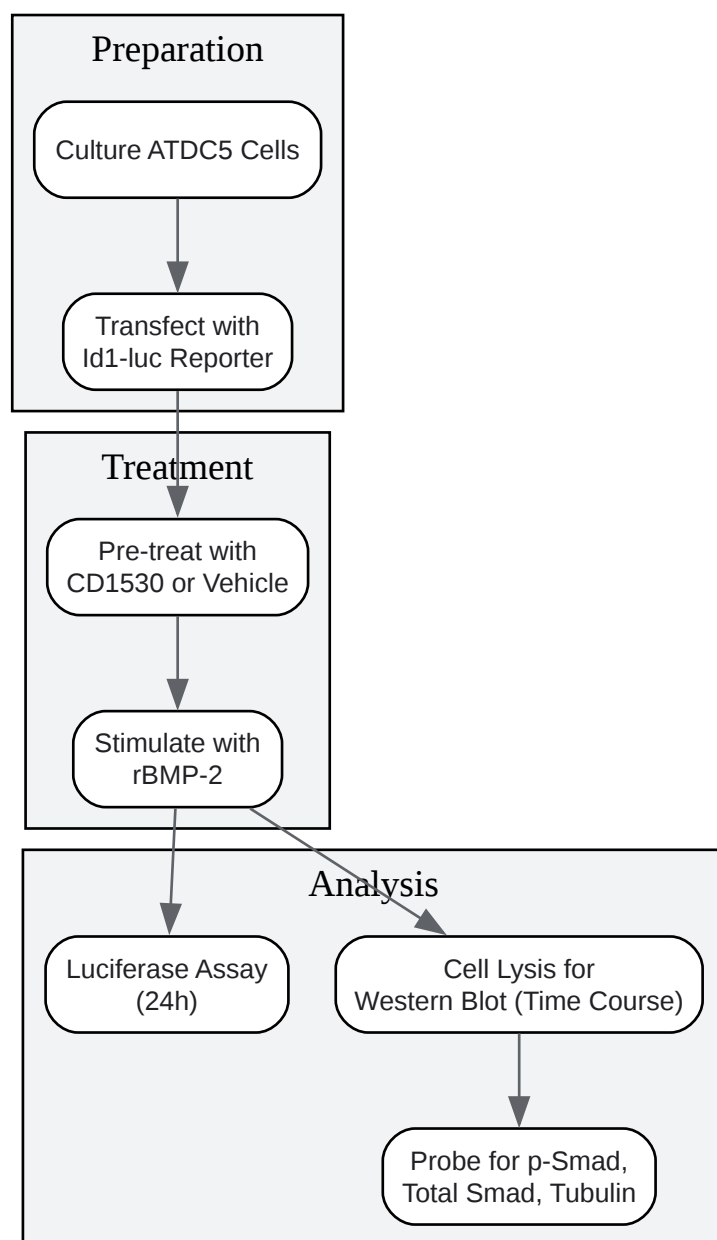 Preparation
Culture ATDC5 Cells
Transfect with
Id1-luc Reporter
Treatment
Pre-treat with
CD1530 or Vehicle
Stimulate with
rBMP-2
Analysis
Luciferase Assay
(24h)
Cell Lysis for
Western Blot (Time Course)
Probe for p-Smad,
Total Smad, Tubulin